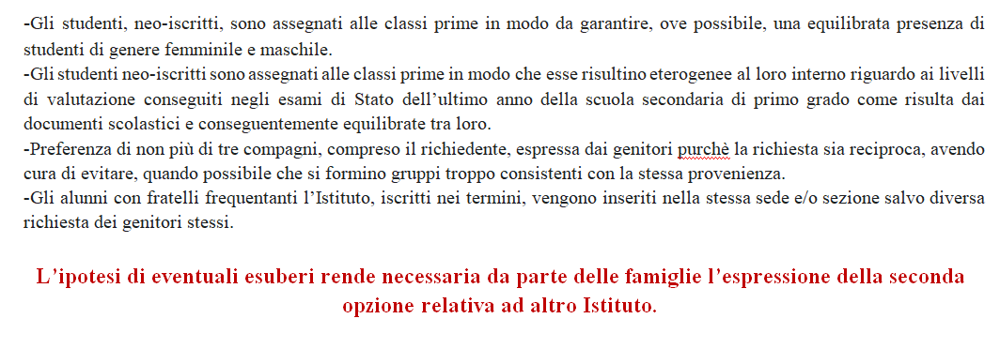 -Gli studenti, neo-iscritti, sono assegnati alle classi prime in modo da garantire, ove possibile, una equilibrata presenza di
studenti di genere femminile e maschile.
-Gli studenti neo-iscritti sono assegnati alle classi prime in modo che esse risultino eterogenee al loro interno riguardo ai livelli
di valutazione conseguiti negli esami di Stato dell’ultimo anno della scuola secondaria di primo grado come risulta dai
documenti scolastici e conseguentemente equilibrate tra loro.
-Preferenza di non più di tre compagni, compreso il richiedente, espressa dai genitori purchè la richiesta sia reciproca, avendo
cura di evitare, quando possibile che si formino gruppi troppo consistenti con la stessa provenienza.
-Gli alunni con fratelli frequentanti l’Istituto, iscritti nei termini, vengono inseriti nella stessa sede e/o sezione salvo diversa
richiesta dei genitori stessi.
L’ipotesi di eventuali esuberi rende necessaria da parte delle famiglie l’espressione della seconda
opzione relativa ad altro Istituto.